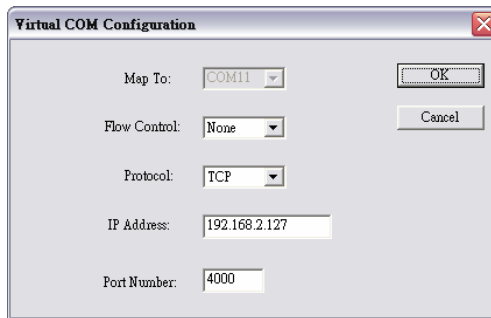 Virtual COM Configuration
Map To: COM11 OK
Flow Control: None Cancel
Protocol: TCP
IP Address: 192.168.2.127
Port Number: 4000